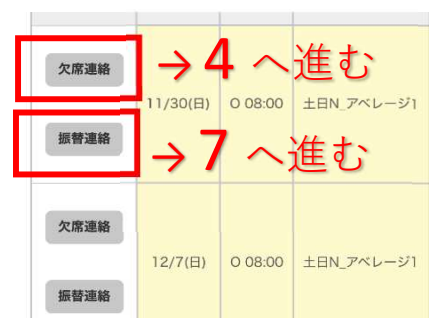 欠席連絡
→4 へ進む
11/30(日) O 08:00 土日N_アベレージ1
振替連絡
→7 へ進む
欠席連絡
12/7(日) O 08:00 土日N_アベレージ1
振替連絡